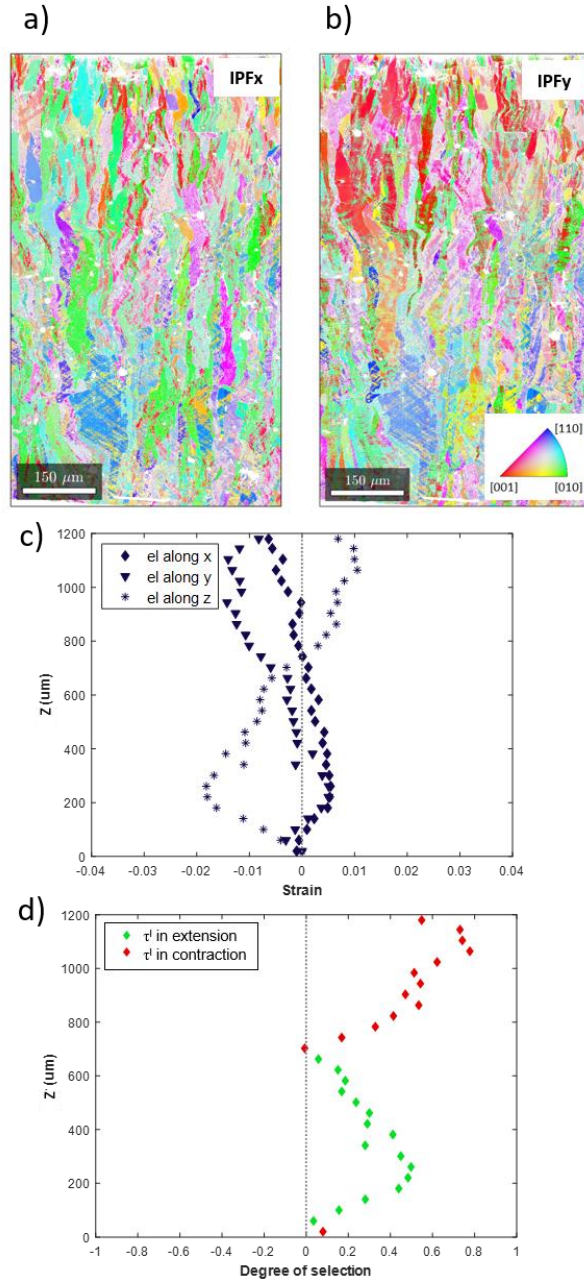 a)
b)
IPFx
IPFy
150 μm
150 μm
[110]
[001]
[010]
c)
el along x
el along y
el along z
1200
1000
800
600
400
200
0
Z (um)
-0.04 -0.03 -0.02 -0.01 0 0.01 0.02 0.03 0.04
Strain
d)
τᴵ in extension
τᴵ in contraction
1200
1000
800
600
400
200
0
Z (um)
-1 -0.8 -0.6 -0.4 -0.2 0 0.2 0.4 0.6 0.8 1
Degree of selection